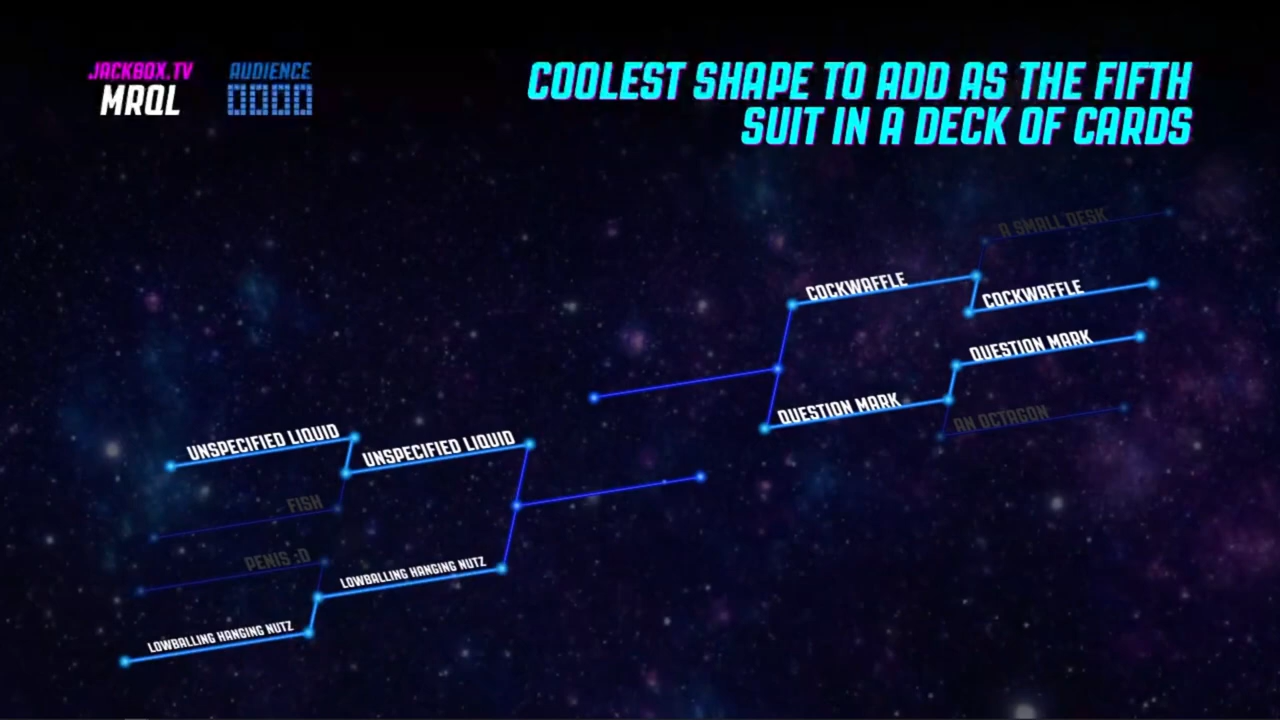 JACKBOX.TV
MRQL
AUDIENCE
0000
COOLEST SHAPE TO ADD AS THE FIFTH
SUIT IN A DECK OF CARDS
UNSPECIFIED LIQUID
FISH
PENIS :D
LOWBALLING HANGING NUTZ
UNSPECIFIED LIQUID
LOWBALLING HANGING NUTZ
COCKWAFFLE
QUESTION MARK
A SMALL DESK
COCKWAFFLE
QUESTION MARK
AN OCTAGON